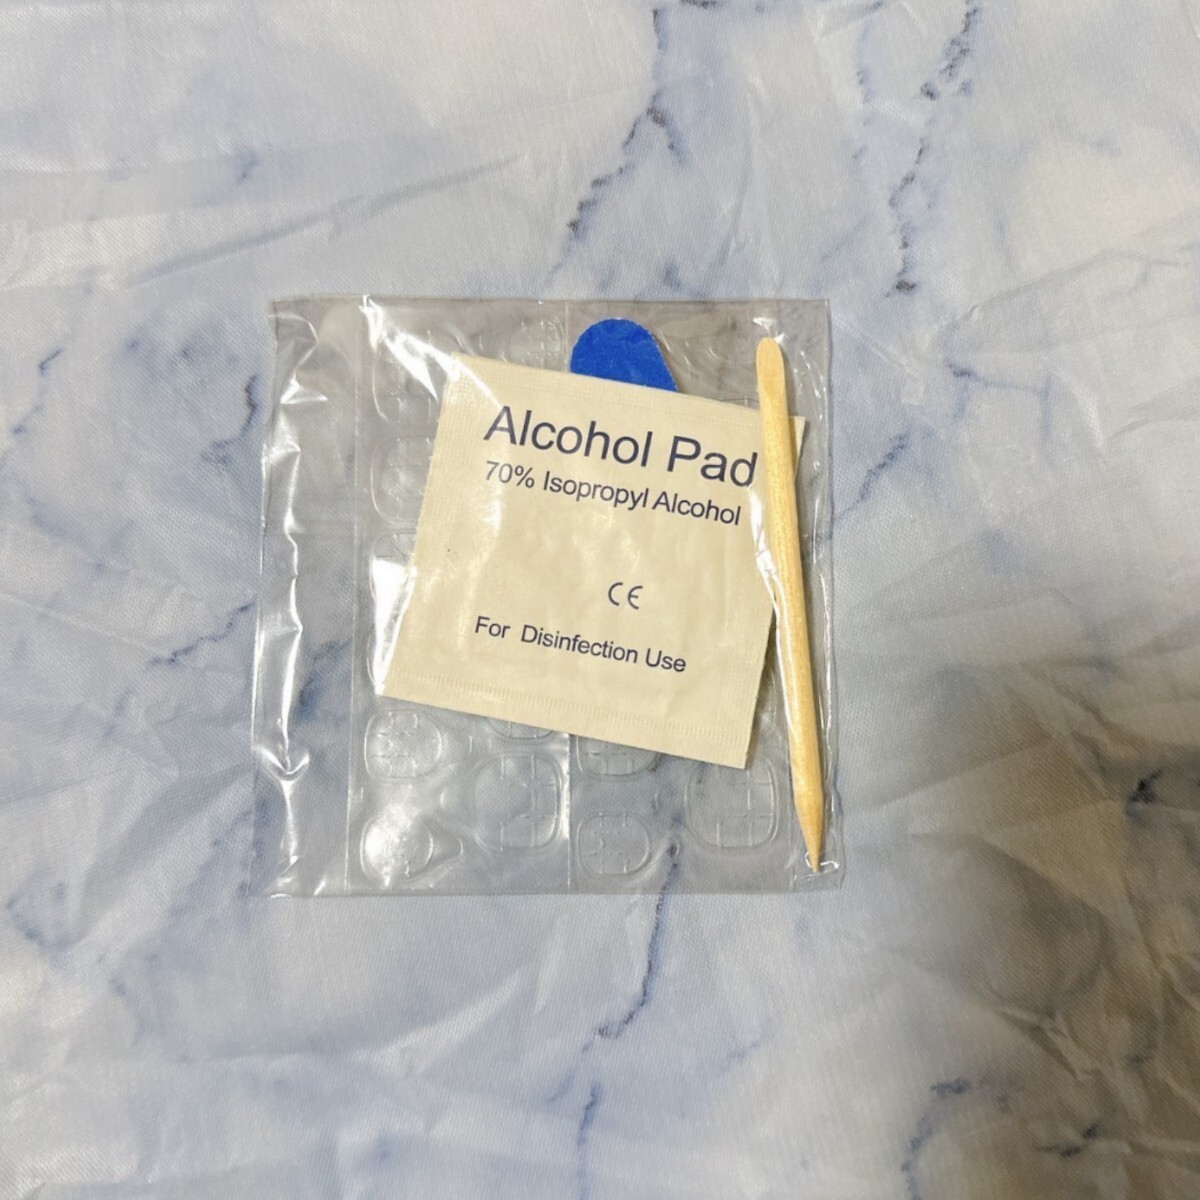 Alcohol Pad
70% Isopropyl Alcohol
CE
For Disinfection Use